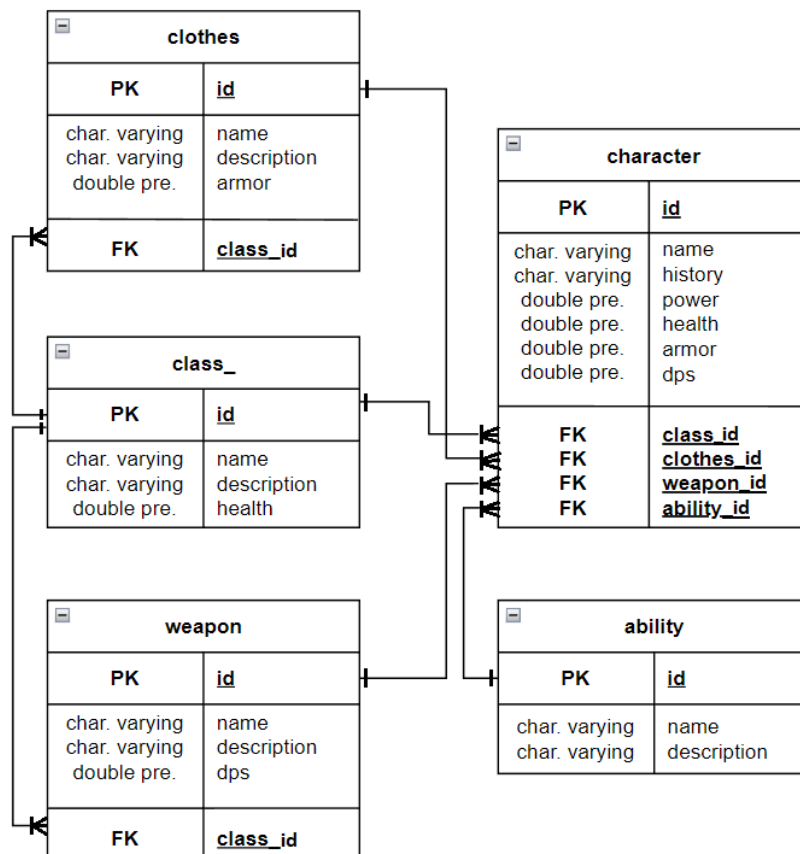 clothes
PK id
char. varying name
char. varying description
double pre. armor
FK class_id
class_
PK id
char. varying name
char. varying description
double pre. health
weapon
PK id
char. varying name
char. varying description
double pre. dps
FK class_id
character
PK id
char. varying name
char. varying history
double pre. power
double pre. health
double pre. armor
double pre. dps
FK class_id
FK clothes_id
FK weapon_id
FK ability_id
ability
PK id
char. varying name
char. varying description